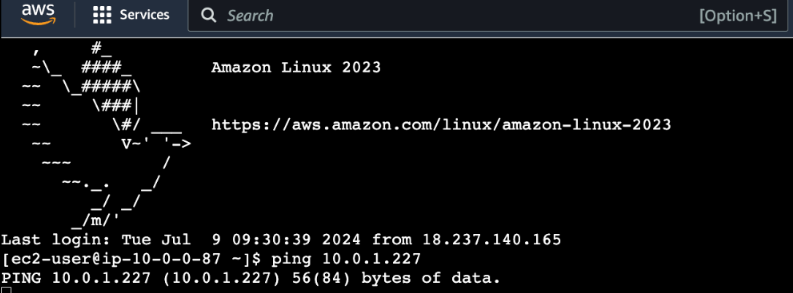 aws
Services
Search
[Option+S]
   ,     #_
   ~\_  ####_        Amazon Linux 2023
  ~~  \_#####\
  ~~     \###|
  ~~       \#/ ___   https://aws.amazon.com/linux/amazon-linux-2023
   ~~       V~' '->
    ~~~         /
      ~~._.   _/
         _/ _/
       _/m/'
Last login: Tue Jul  9 09:30:39 2024 from 18.237.140.165
[ec2-user@ip-10-0-0-87 ~]$ ping 10.0.1.227
PING 10.0.1.227 (10.0.1.227) 56(84) bytes of data.